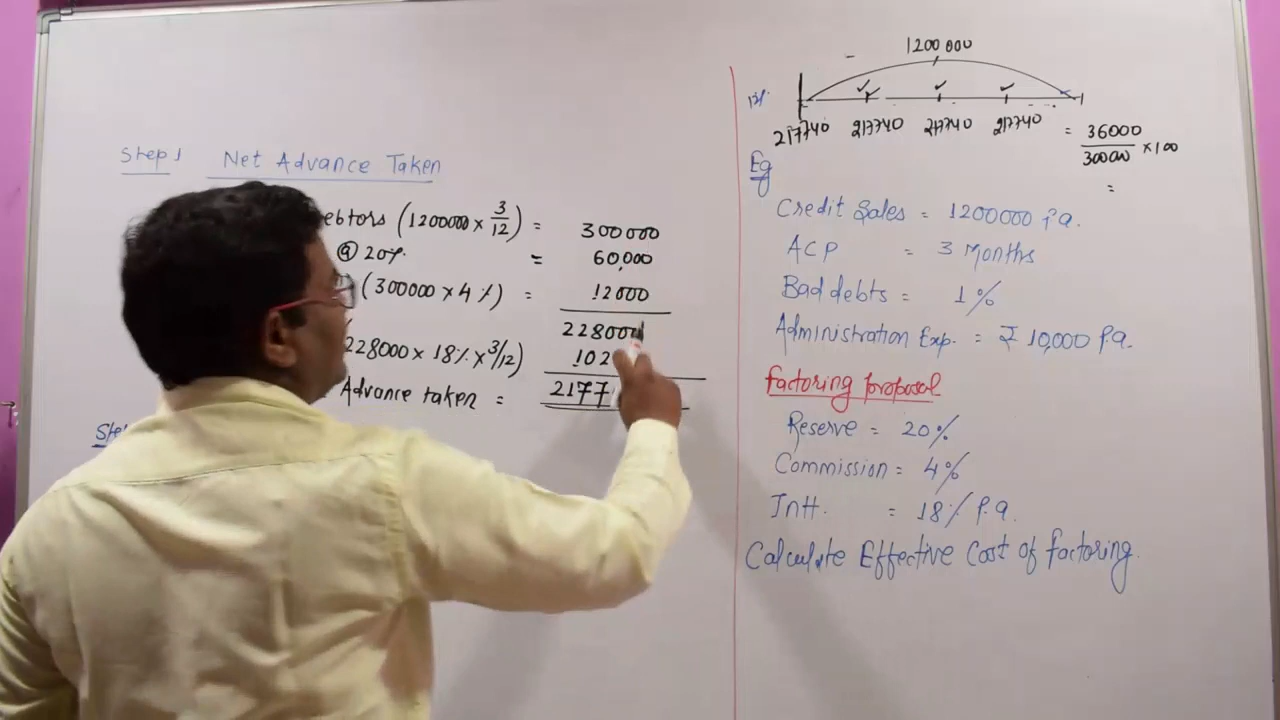 Step 1 Net Advance Taken
ebtors (1200000 × 3/12) = 300000
@ 20%. = 60,000
(300000 × 4%) = 12000
228000
228000 × 18% × 3/12) 102
Advance taken = 2177
Ste
1200000
217740 217740 217740 217740
= 36000/300000 × 100
=
Eg
Credit Sales = 1200000 P.a.
ACP = 3 Months
Bad debts = 1%
Administration Exp. = ₹ 10,000 P.a.
factoring proposal
Reserve = 20%
Commission = 4%
Intt. = 18% P.a.
Calculate Effective Cost of factoring.